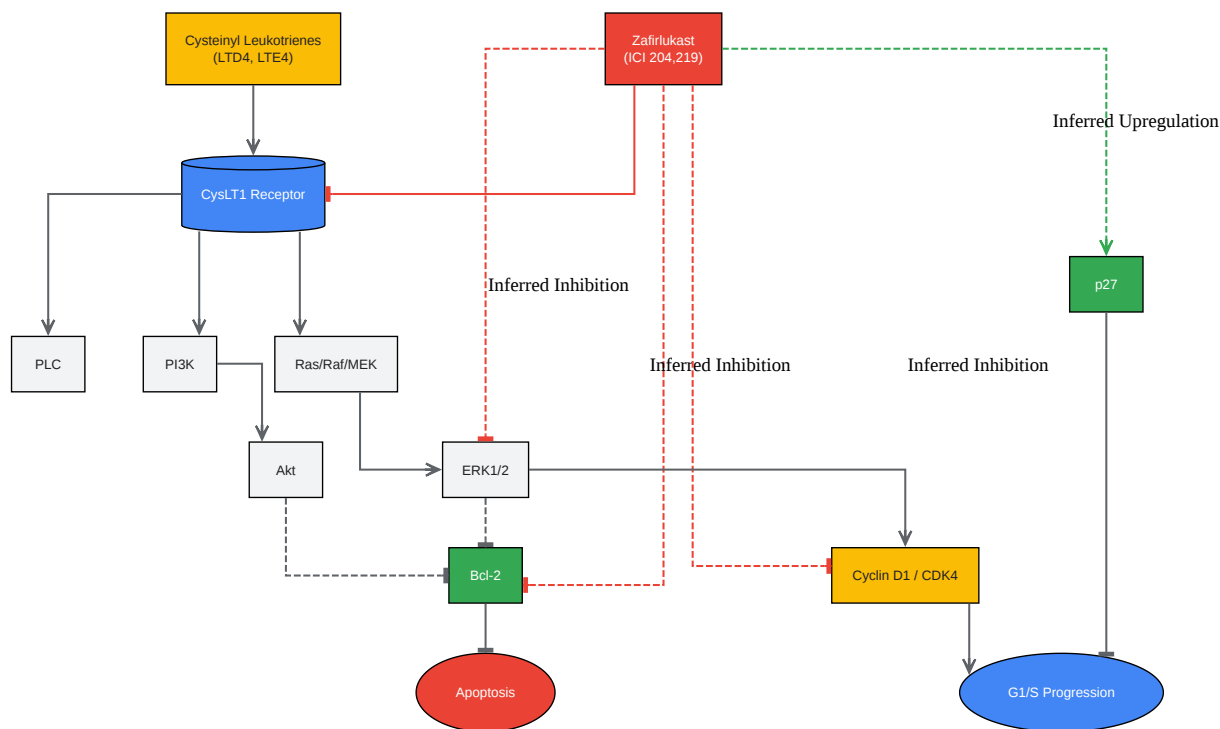 Cysteinyl Leukotrienes
(LTD4, LTE4)
Zafirlukast
(ICI 204,219)
Inferred Upregulation
CysLT1 Receptor
Inferred Inhibition
p27
PLC
PI3K
Ras/Raf/MEK
Inferred Inhibition
Inferred Inhibition
Akt
ERK1/2
Bcl-2
Cyclin D1 / CDK4
Apoptosis
G1/S Progression